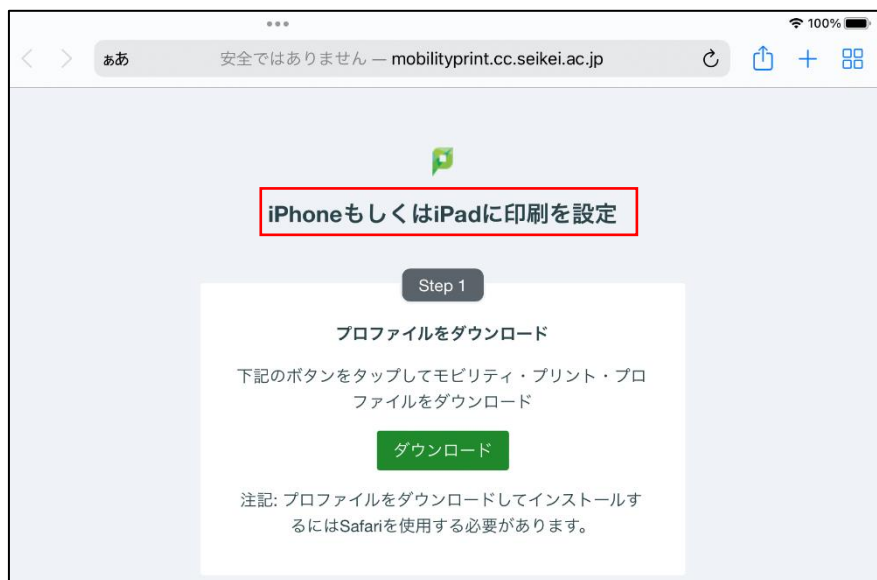 100%
ぁあ
安全ではありません — mobilityprint.cc.seikei.ac.jp
iPhoneもしくはiPadに印刷を設定
Step 1
プロファイルをダウンロード
下記のボタンをタップしてモビリティ・プリント・プロ
ファイルをダウンロード
ダウンロード
注記: プロファイルをダウンロードしてインストールす
るにはSafariを使用する必要があります。